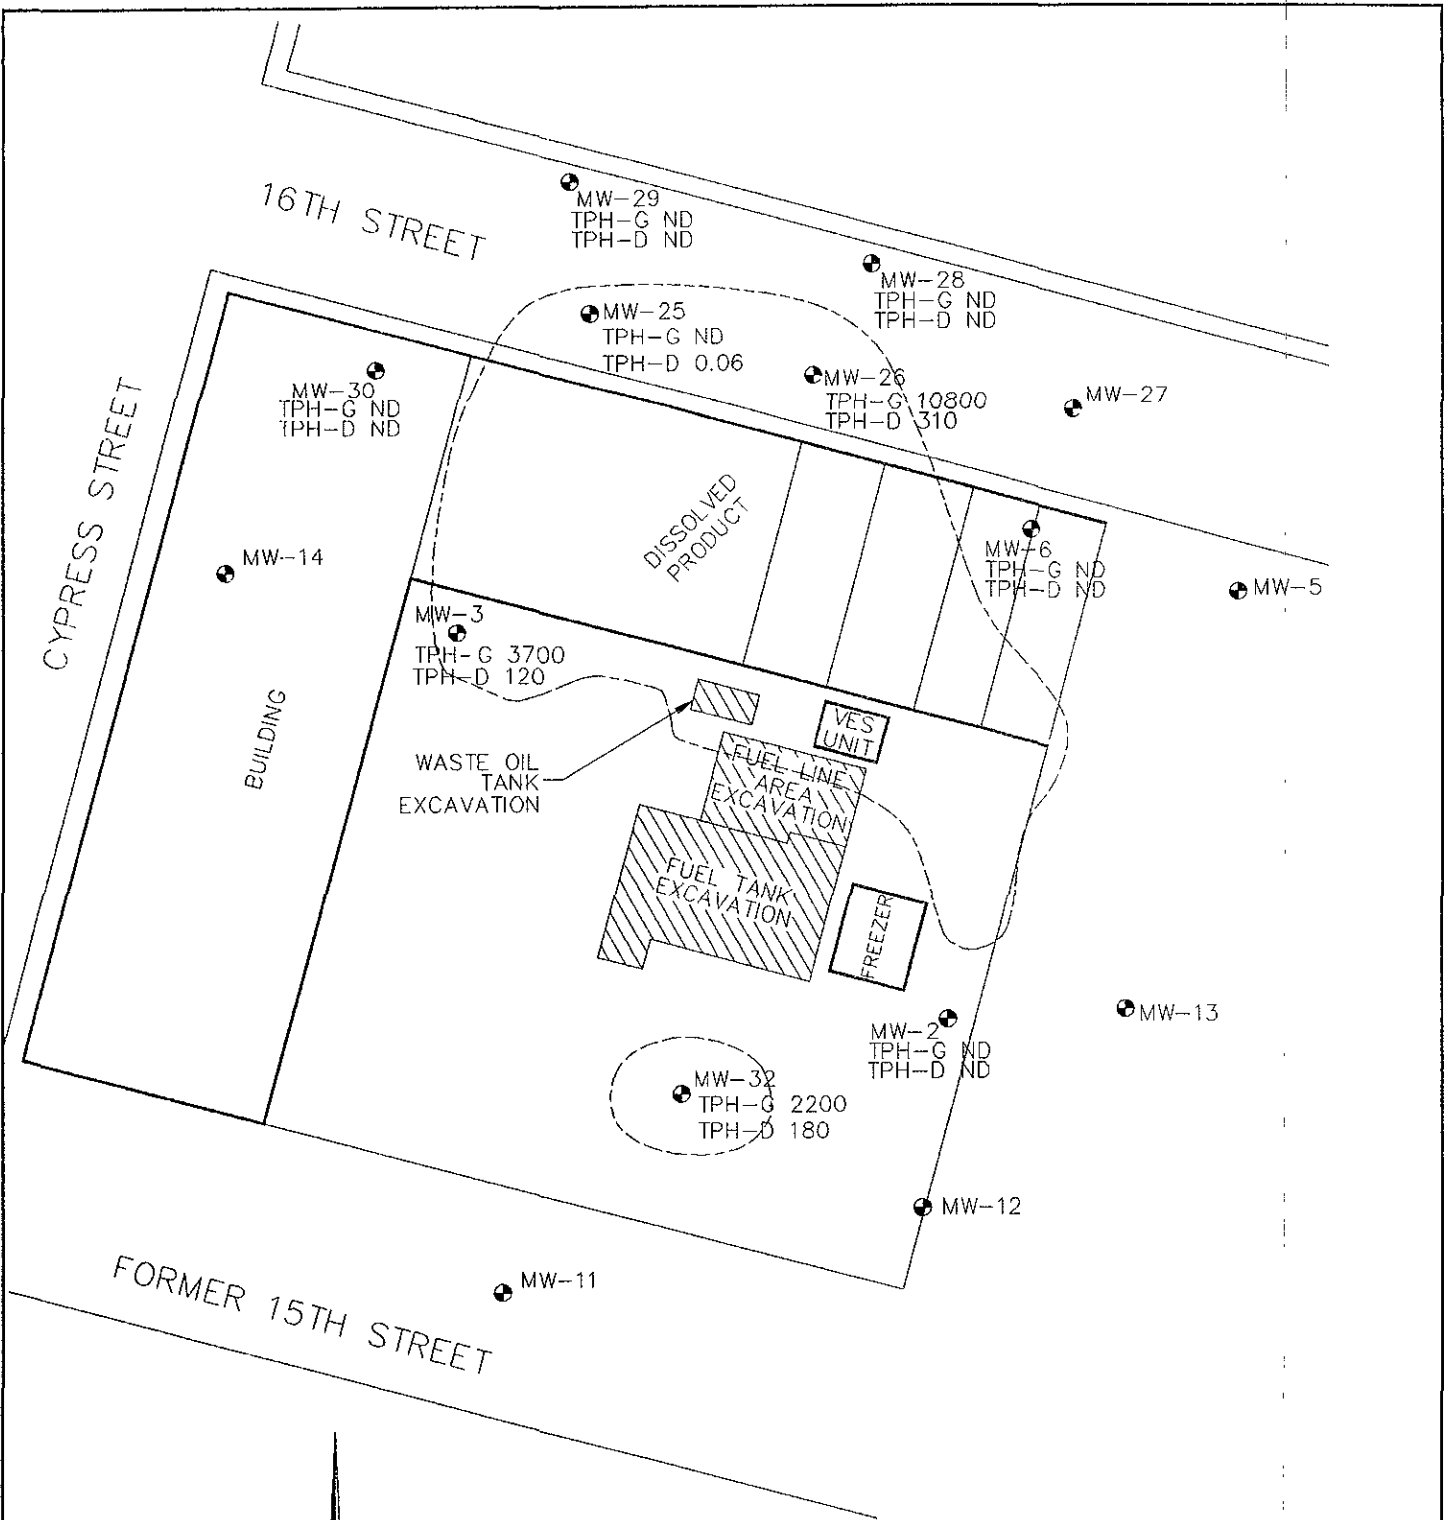 16TH STREET
MW-29
TPH-G ND
TPH-D ND
MW-28
TPH-G ND
TPH-D ND
MW-25
TPH-G ND
TPH-D 0.06
MW-26
TPH-G 10800
TPH-D 310
MW-27
MW-30
TPH-G ND
TPH-D ND
CYPRESS STREET
DISSOLVED
PRODUCT
MW-14
MW-6
TPH-G ND
TPH-D ND
MW-5
MW-3
TPH-G 3700
TPH-D 120
BUILDING
VES
UNIT
WASTE OIL
TANK
EXCAVATION
FUEL LINE
AREA
EXCAVATION
FUEL TANK
EXCAVATION
FREEZER
MW-13
MW-2
TPH-G ND
TPH-D ND
MW-32
TPH-G 2200
TPH-D 180
MW-12
MW-11
FORMER 15TH STREET